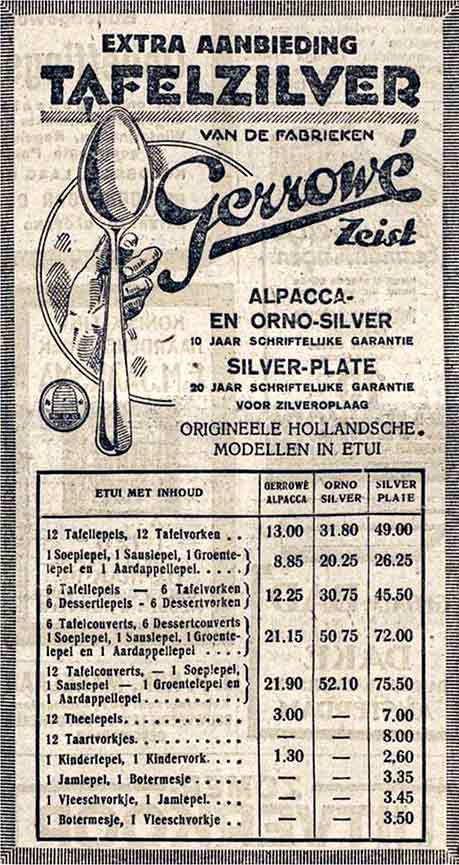 EXTRA AANBIEDING
TAFELZILVER
VAN DE FABRIEKEN
Gerrowé
Zeist
ALPACCA-
EN ORNO-SILVER
10 JAAR SCHRIFTELIJKE GARANTIE
SILVER-PLATE
20 JAAR SCHRIFTELIJKE GARANTIE
VOOR ZILVEROPLAAG
ORIGINEELE HOLLANDSCHE
MODELLEN IN ETUI
ETUI MET INHOUD | GERROWÉ ALPACCA | ORNO SILVER | SILVER PLATE
12 Tafellepels, 12 Tafelvorken . . 13.00 31.80 49.00
1 Soeplepel, 1 Sauslepel, 1 Groente-
lepel en 1 Aardappellepel. . . . . 8.85 20.25 26.25
6 Tafellepels — 6 Tafelvorken
6 Dessertlepels - 6 Dessertvorken 12.25 30.75 45.50
6 Tafelcouverts, 6 Dessertcouverts
1 Soeplepel, 1 Sauslepel, 1 Groente-
lepel en 1 Aardappellepel . . . . 21.15 50 75 72.00
12 Tafelcouverts, — 1 Soeplepel,
1 Sauslepel — 1 Groentelepel en
1 Aardappellepel . . . . . . . . . 21.90 52.10 75.50
12 Theelepels. . . . . . . . . . . 3.00 — 7.00
12 Taartvorkjes. . . . . . . . . . — — 8.00
1 Kinderlepel, 1 Kindervork. . . . 1.30 — 2,60
1 Jamlepel, 1 Botermesje . . . . . — — 3.35
1 Vleeschvorkje, 1 Jamlepel. . . . — — 3.45
1 Botermesje, 1 Vleeschvorkje . . — — 3.50